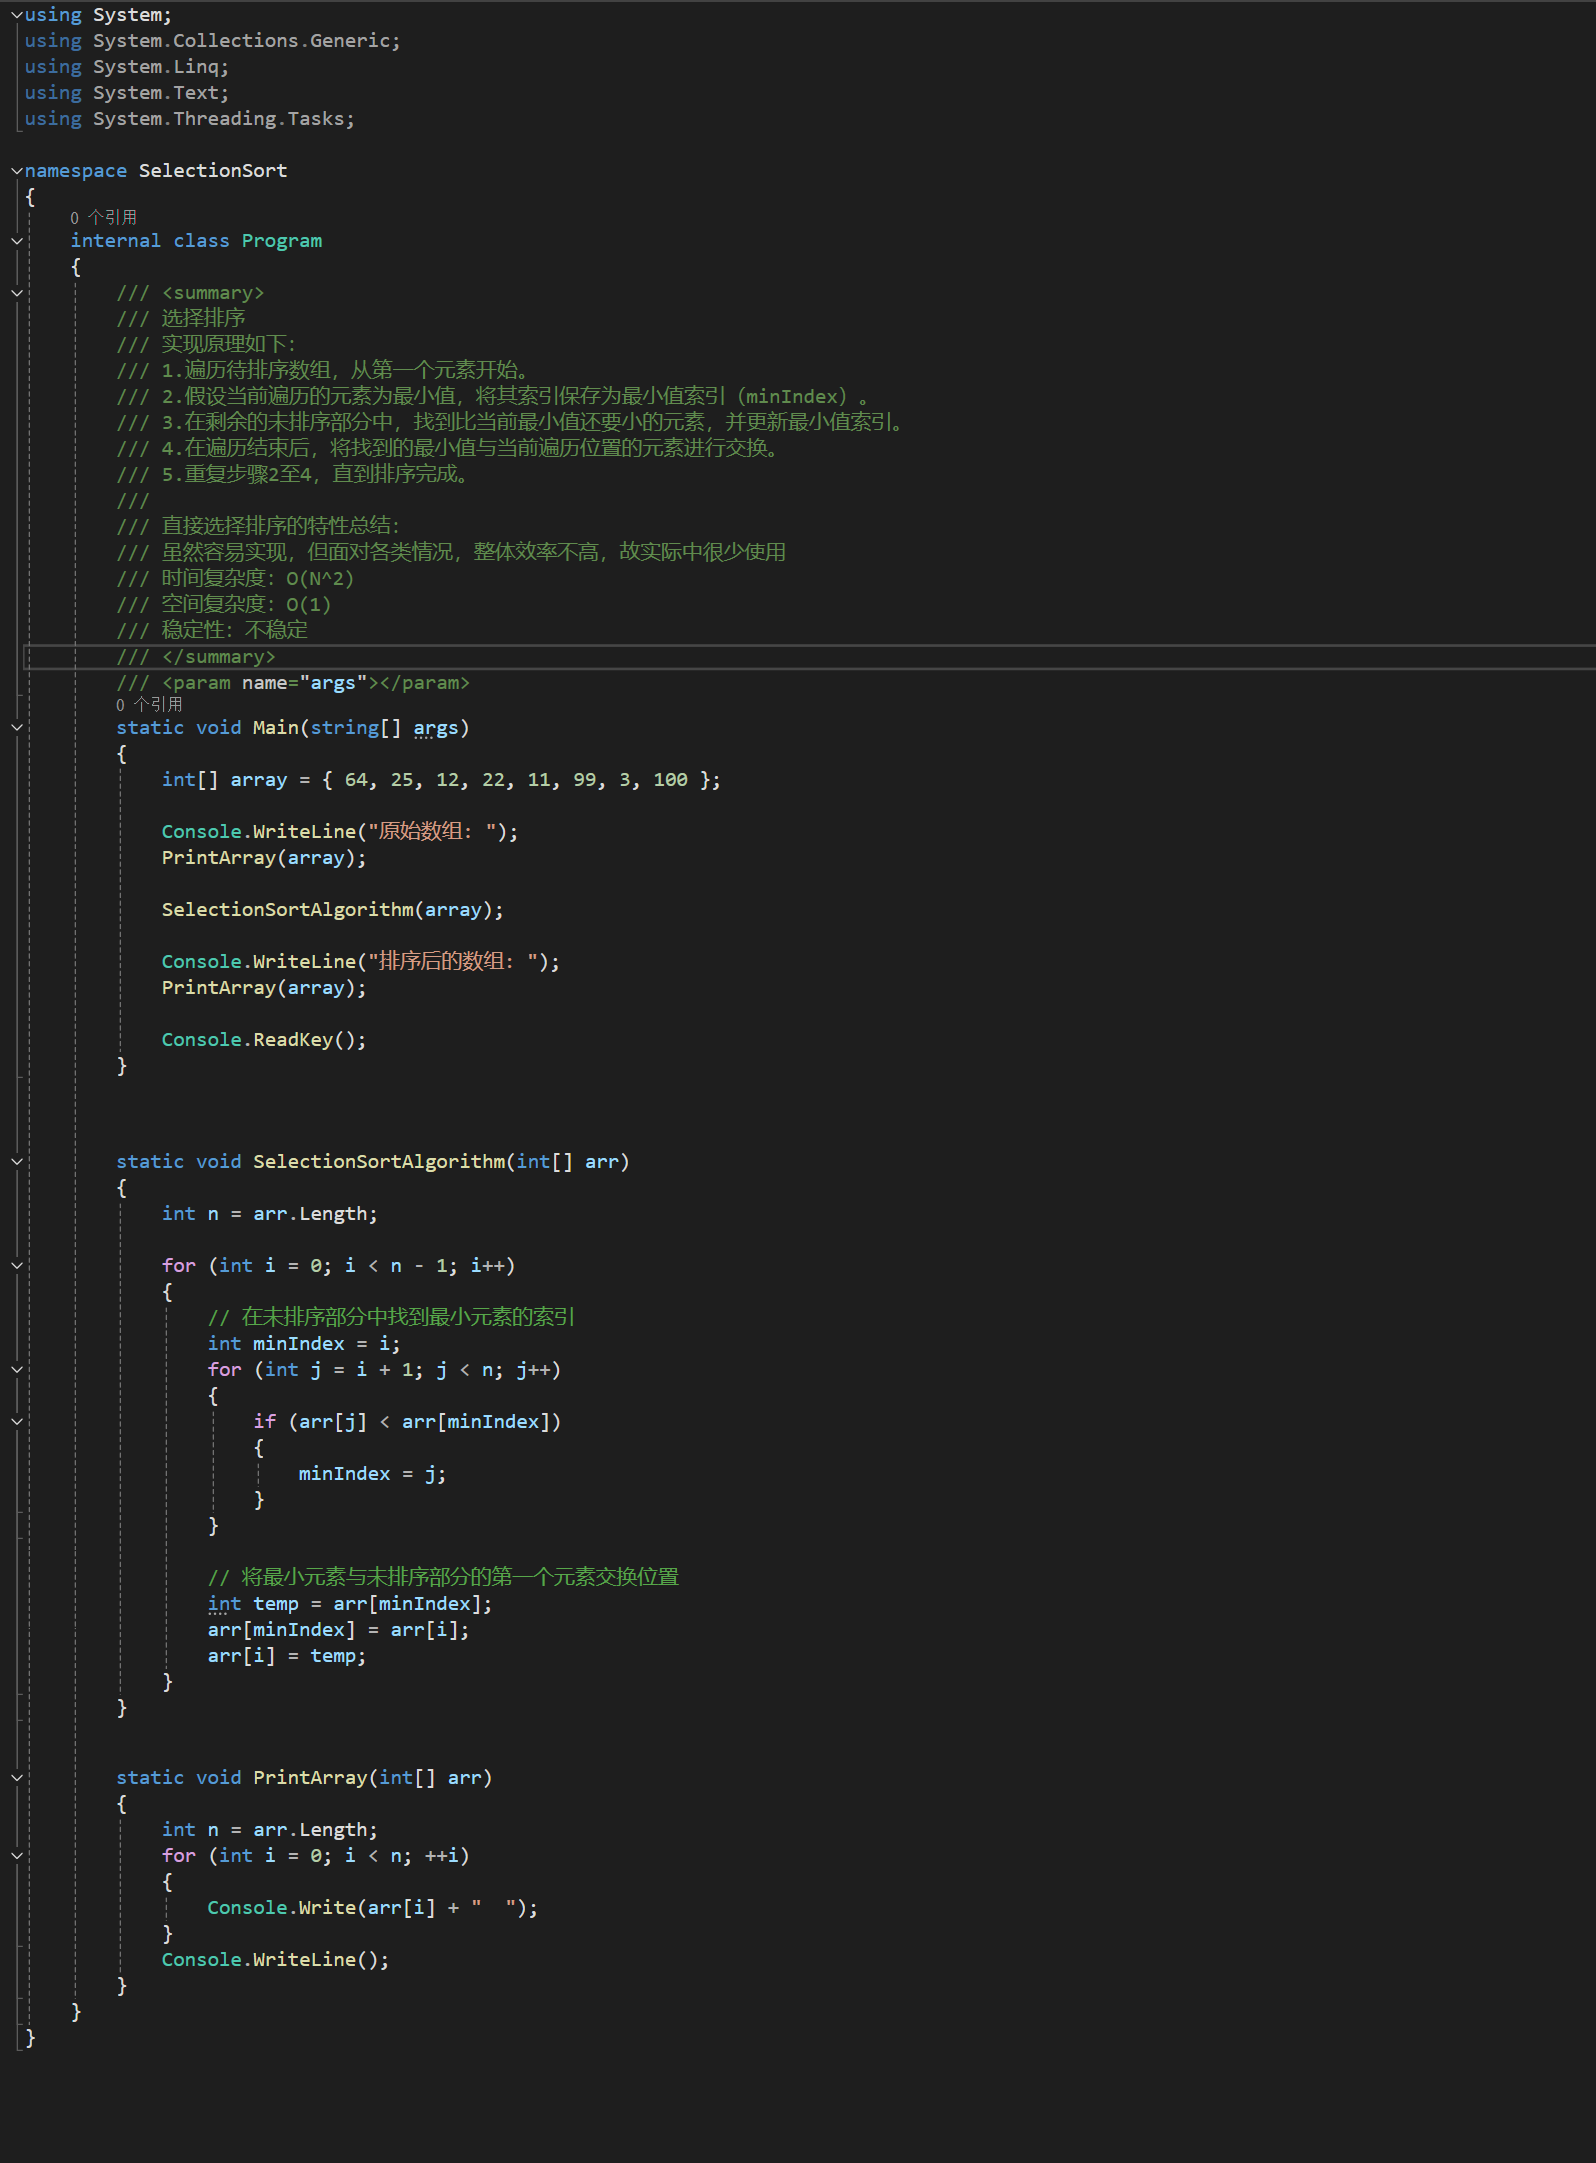 using System;
using System.Collections.Generic;
using System.Linq;
using System.Text;
using System.Threading.Tasks;
namespace SelectionSort
{
0 个引用
internal class Program
{
/// <summary>
/// 选择排序
/// 实现原理如下：
/// 1.遍历待排序数组，从第一个元素开始。
/// 2.假设当前遍历的元素为最小值，将其索引保存为最小值索引（minIndex）。
/// 3.在剩余的未排序部分中，找到比当前最小值还要小的元素，并更新最小值索引。
/// 4.在遍历结束后，将找到的最小值与当前遍历位置的元素进行交换。
/// 5.重复步骤2至4，直到排序完成。
///
/// 直接选择排序的特性总结：
/// 虽然容易实现，但面对各类情况，整体效率不高，故实际中很少使用
/// 时间复杂度：O(N^2)
/// 空间复杂度：O(1)
/// 稳定性：不稳定
/// </summary>
/// <param name="args"></param>
0 个引用
static void Main(string[] args)
{
int[] array = { 64, 25, 12, 22, 11, 99, 3, 100 };
Console.WriteLine("原始数组：");
PrintArray(array);
SelectionSortAlgorithm(array);
Console.WriteLine("排序后的数组：");
PrintArray(array);
Console.ReadKey();
}
static void SelectionSortAlgorithm(int[] arr)
{
int n = arr.Length;
for (int i = 0; i < n - 1; i++)
{
// 在未排序部分中找到最小元素的索引
int minIndex = i;
for (int j = i + 1; j < n; j++)
{
if (arr[j] < arr[minIndex])
{
minIndex = j;
}
}
// 将最小元素与未排序部分的第一个元素交换位置
int temp = arr[minIndex];
arr[minIndex] = arr[i];
arr[i] = temp;
}
}
static void PrintArray(int[] arr)
{
int n = arr.Length;
for (int i = 0; i < n; ++i)
{
Console.Write(arr[i] + "  ");
}
Console.WriteLine();
}
}
}